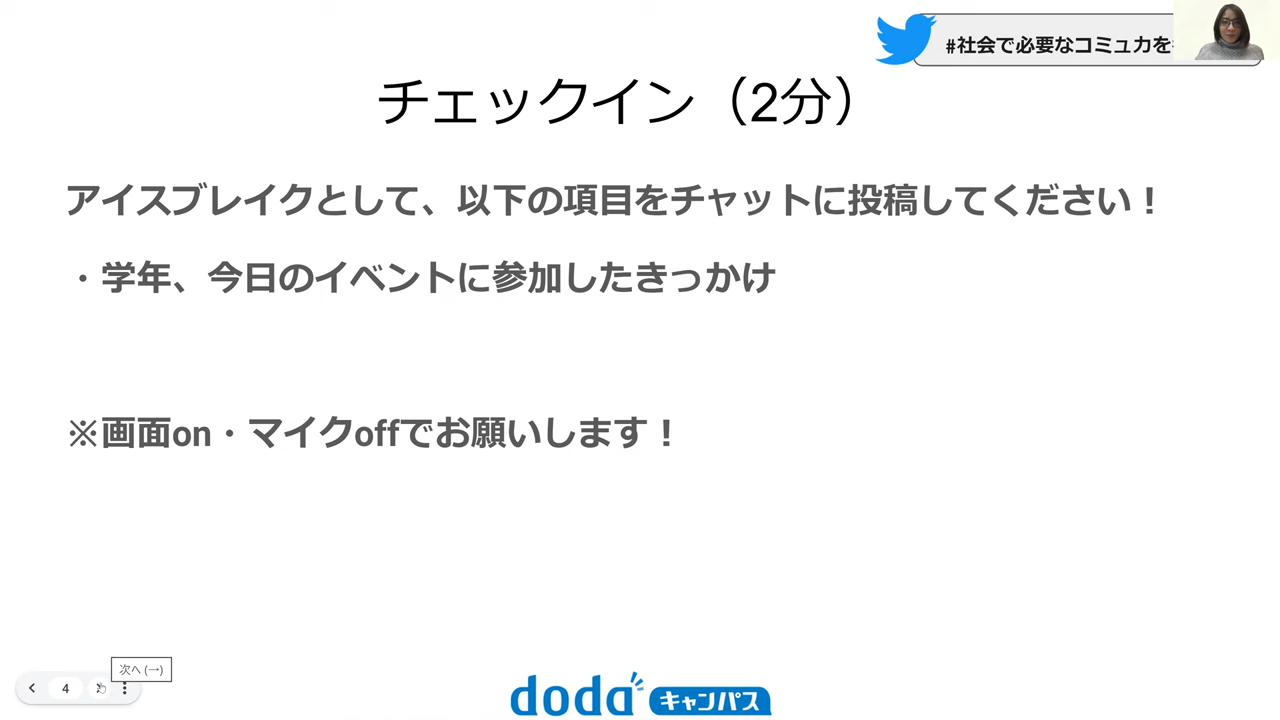 #社会で必要なコミュ力を
チェックイン（2分）
アイスブレイクとして、以下の項目をチャットに投稿してください！
・学年、今日のイベントに参加したきっかけ
※画面on・マイクoffでお願いします！
次へ (→)
4
doda キャンパス